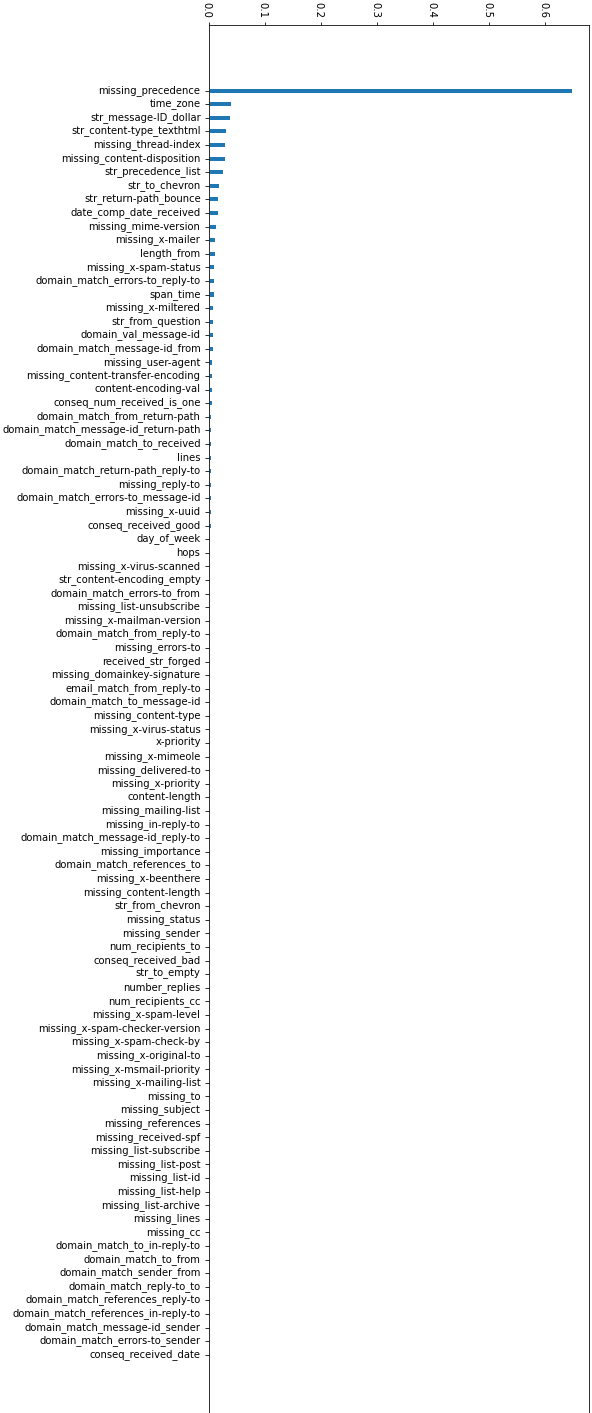 0.0 0.1 0.2 0.3 0.4 0.5 0.6
missing_precedence
time_zone
str_message-ID_dollar
str_content-type_texthtml
missing_thread-index
missing_content-disposition
str_precedence_list
str_to_chevron
str_return-path_bounce
date_comp_date_received
missing_mime-version
missing_x-mailer
length_from
missing_x-spam-status
domain_match_errors-to_reply-to
span_time
missing_x-miltered
str_from_question
domain_val_message-id
domain_match_message-id_from
missing_user-agent
missing_content-transfer-encoding
content-encoding-val
conseq_num_received_is_one
domain_match_from_return-path
domain_match_message-id_return-path
domain_match_to_received
lines
domain_match_return-path_reply-to
missing_reply-to
domain_match_errors-to_message-id
missing_x-uuid
conseq_received_good
day_of_week
hops
missing_x-virus-scanned
str_content-encoding_empty
domain_match_errors-to_from
missing_list-unsubscribe
missing_x-mailman-version
domain_match_from_reply-to
missing_errors-to
received_str_forged
missing_domainkey-signature
email_match_from_reply-to
domain_match_to_message-id
missing_content-type
missing_x-virus-status
x-priority
missing_x-mimeole
missing_delivered-to
missing_x-priority
content-length
missing_mailing-list
missing_in-reply-to
domain_match_message-id_reply-to
missing_importance
domain_match_references_to
missing_x-beenthere
missing_content-length
str_from_chevron
missing_status
missing_sender
num_recipients_to
conseq_received_bad
str_to_empty
number_replies
num_recipients_cc
missing_x-spam-level
missing_x-spam-checker-version
missing_x-spam-check-by
missing_x-original-to
missing_x-msmail-priority
missing_x-mailing-list
missing_to
missing_subject
missing_references
missing_received-spf
missing_list-subscribe
missing_list-post
missing_list-id
missing_list-help
missing_list-archive
missing_lines
missing_cc
domain_match_to_in-reply-to
domain_match_to_from
domain_match_sender_from
domain_match_reply-to_to
domain_match_references_reply-to
domain_match_references_in-reply-to
domain_match_message-id_sender
domain_match_errors-to_sender
conseq_received_date